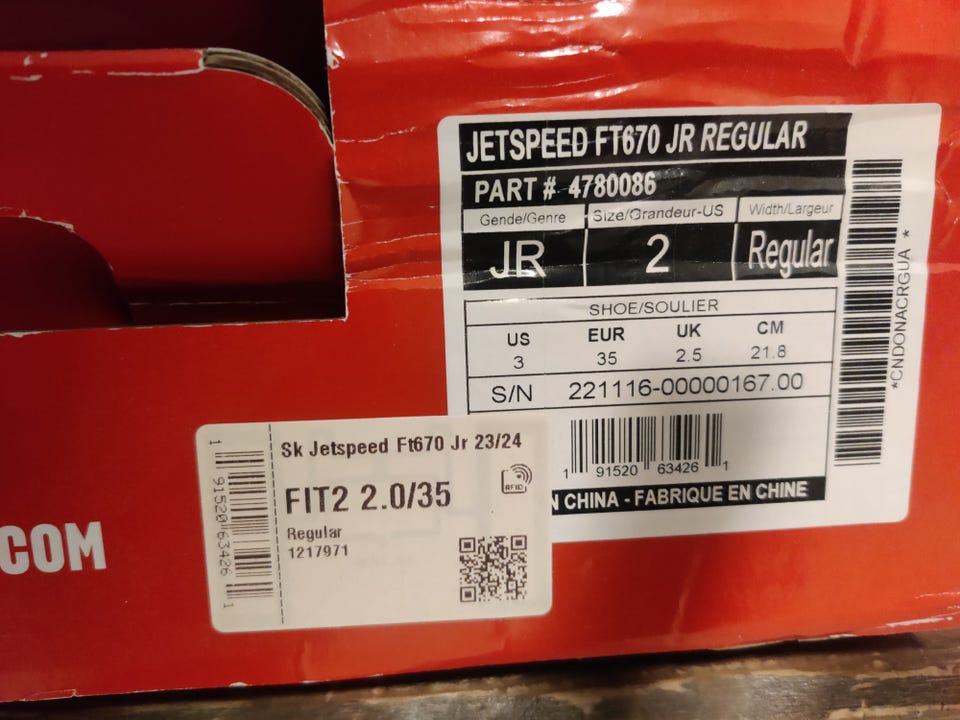 JETSPEED FT670 JR REGULAR
PART # 4780086
Gende/Genre Size/Grandeur-US Width/Largeur
JR 2 Regular
SHOE/SOULIER
US EUR UK CM
3 35 2.5 21.8
S/N 221116-00000167.00
1 91520 63426 1
N CHINA - FABRIQUE EN CHINE
*CNDONACRGUA *
Sk Jetspeed Ft670 Jr 23/24
RFID
FIT2 2.0/35
Regular
1217971
1 91520 63426 1
.COM